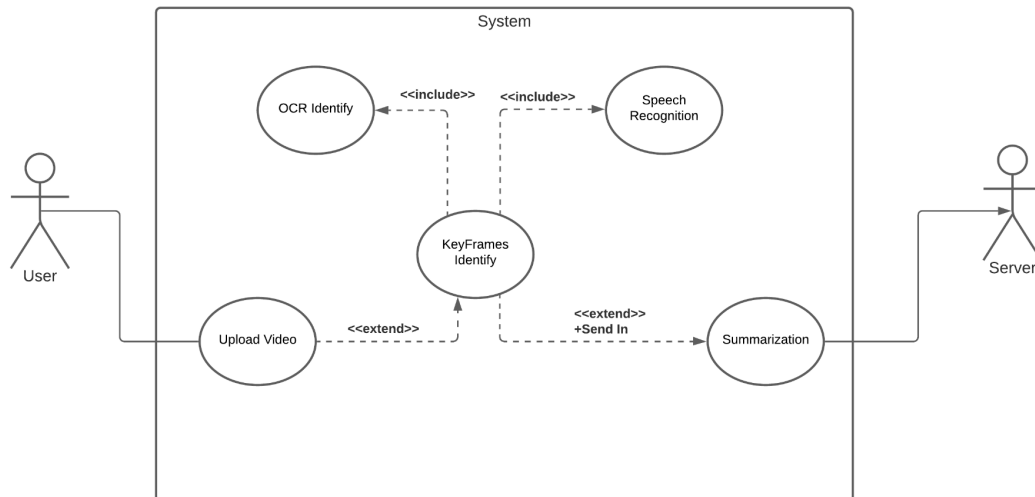 System
OCR Identify
<<include>>
<<include>>
Speech
Recognition
KeyFrames
Identify
User
Server
Upload Video
<<extend>>
<<extend>>
+Send In
Summarization